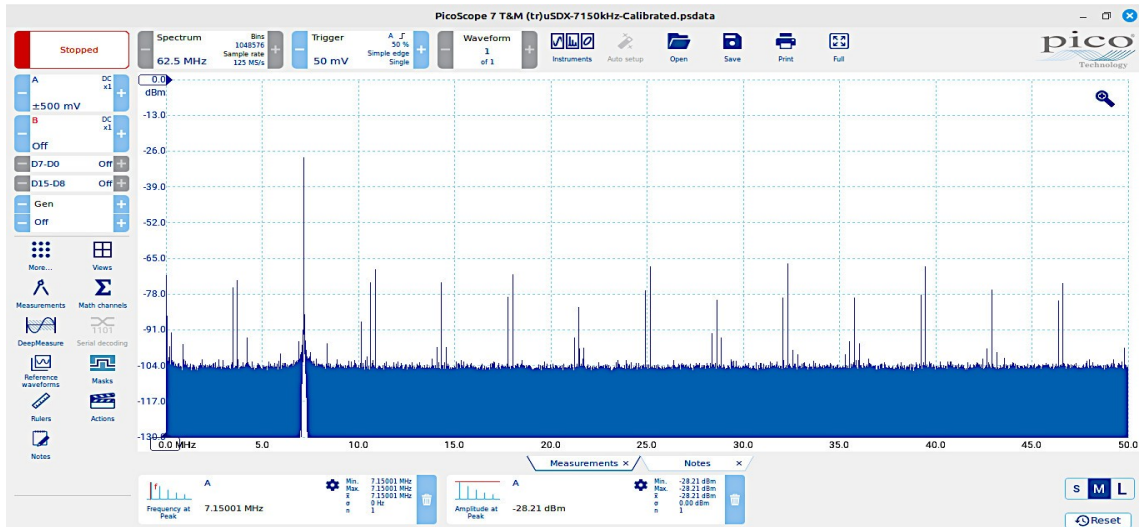 PicoScope 7 T&M (tr)uSDX-7150kHz-Calibrated.psdata
Stopped
Spectrum
Bins
1048576
Sample rate
125 MS/s
62.5 MHz
Trigger
A
50 %
Simple edge
Single
50 mV
Waveform
1
of 1
Instruments
Auto setup
Open
Save
Print
Full
pico
Technology
A
DC
x1
±500 mV
B
DC
x1
Off
D7-D0 Off
D15-D8 Off
Gen
Off
More...
Views
Measurements
Math channels
DeepMeasure
1101
Serial decoding
Reference
waveforms
Masks
Rulers
Actions
Notes
0.0
dBm
-13.0
-26.0
-39.0
-52.0
-65.0
-78.0
-91.0
-104.0
-117.0
-130.0
0.0 MHz
5.0
10.0
15.0
20.0
25.0
30.0
35.0
40.0
45.0
50.0
Measurements ×
Notes ×
f
A
Frequency at
Peak
7.15001 MHz
Min. 7.15001 MHz
Max. 7.15001 MHz
x̄ 7.15001 MHz
σ 0 Hz
n 1
A
Amplitude at
Peak
-28.21 dBm
Min. -28.21 dBm
Max. -28.21 dBm
x̄ -28.21 dBm
σ 0.00 dBm
n 1
S M L
Reset